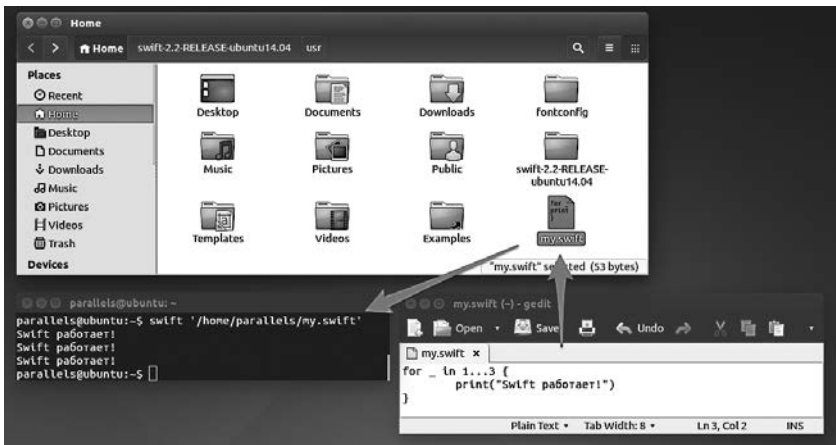 Home
Home swift-2.2-RELEASE-ubuntu14.04 usr
Places
Recent
Home
Desktop
Documents
Downloads
Music
Pictures
Videos
Trash
Devices
Desktop Documents Downloads fontconfig
Music Pictures Public swift-2.2-RELEASE-
ubuntu14.04
for _
print
}
Templates Videos Examples my.swift
"my.swift" selected (53 bytes)
parallels@ubuntu: ~
parallels@ubuntu:~$ swift '/home/parallels/my.swift'
Swift работает!
Swift работает!
Swift работает!
parallels@ubuntu:~$
my.swift (~) - gedit
Open Save Undo
my.swift ×
for _ in 1...3 {
print("Swift работает!")
}
Plain Text Tab Width: 8 Ln 3, Col 2 INS